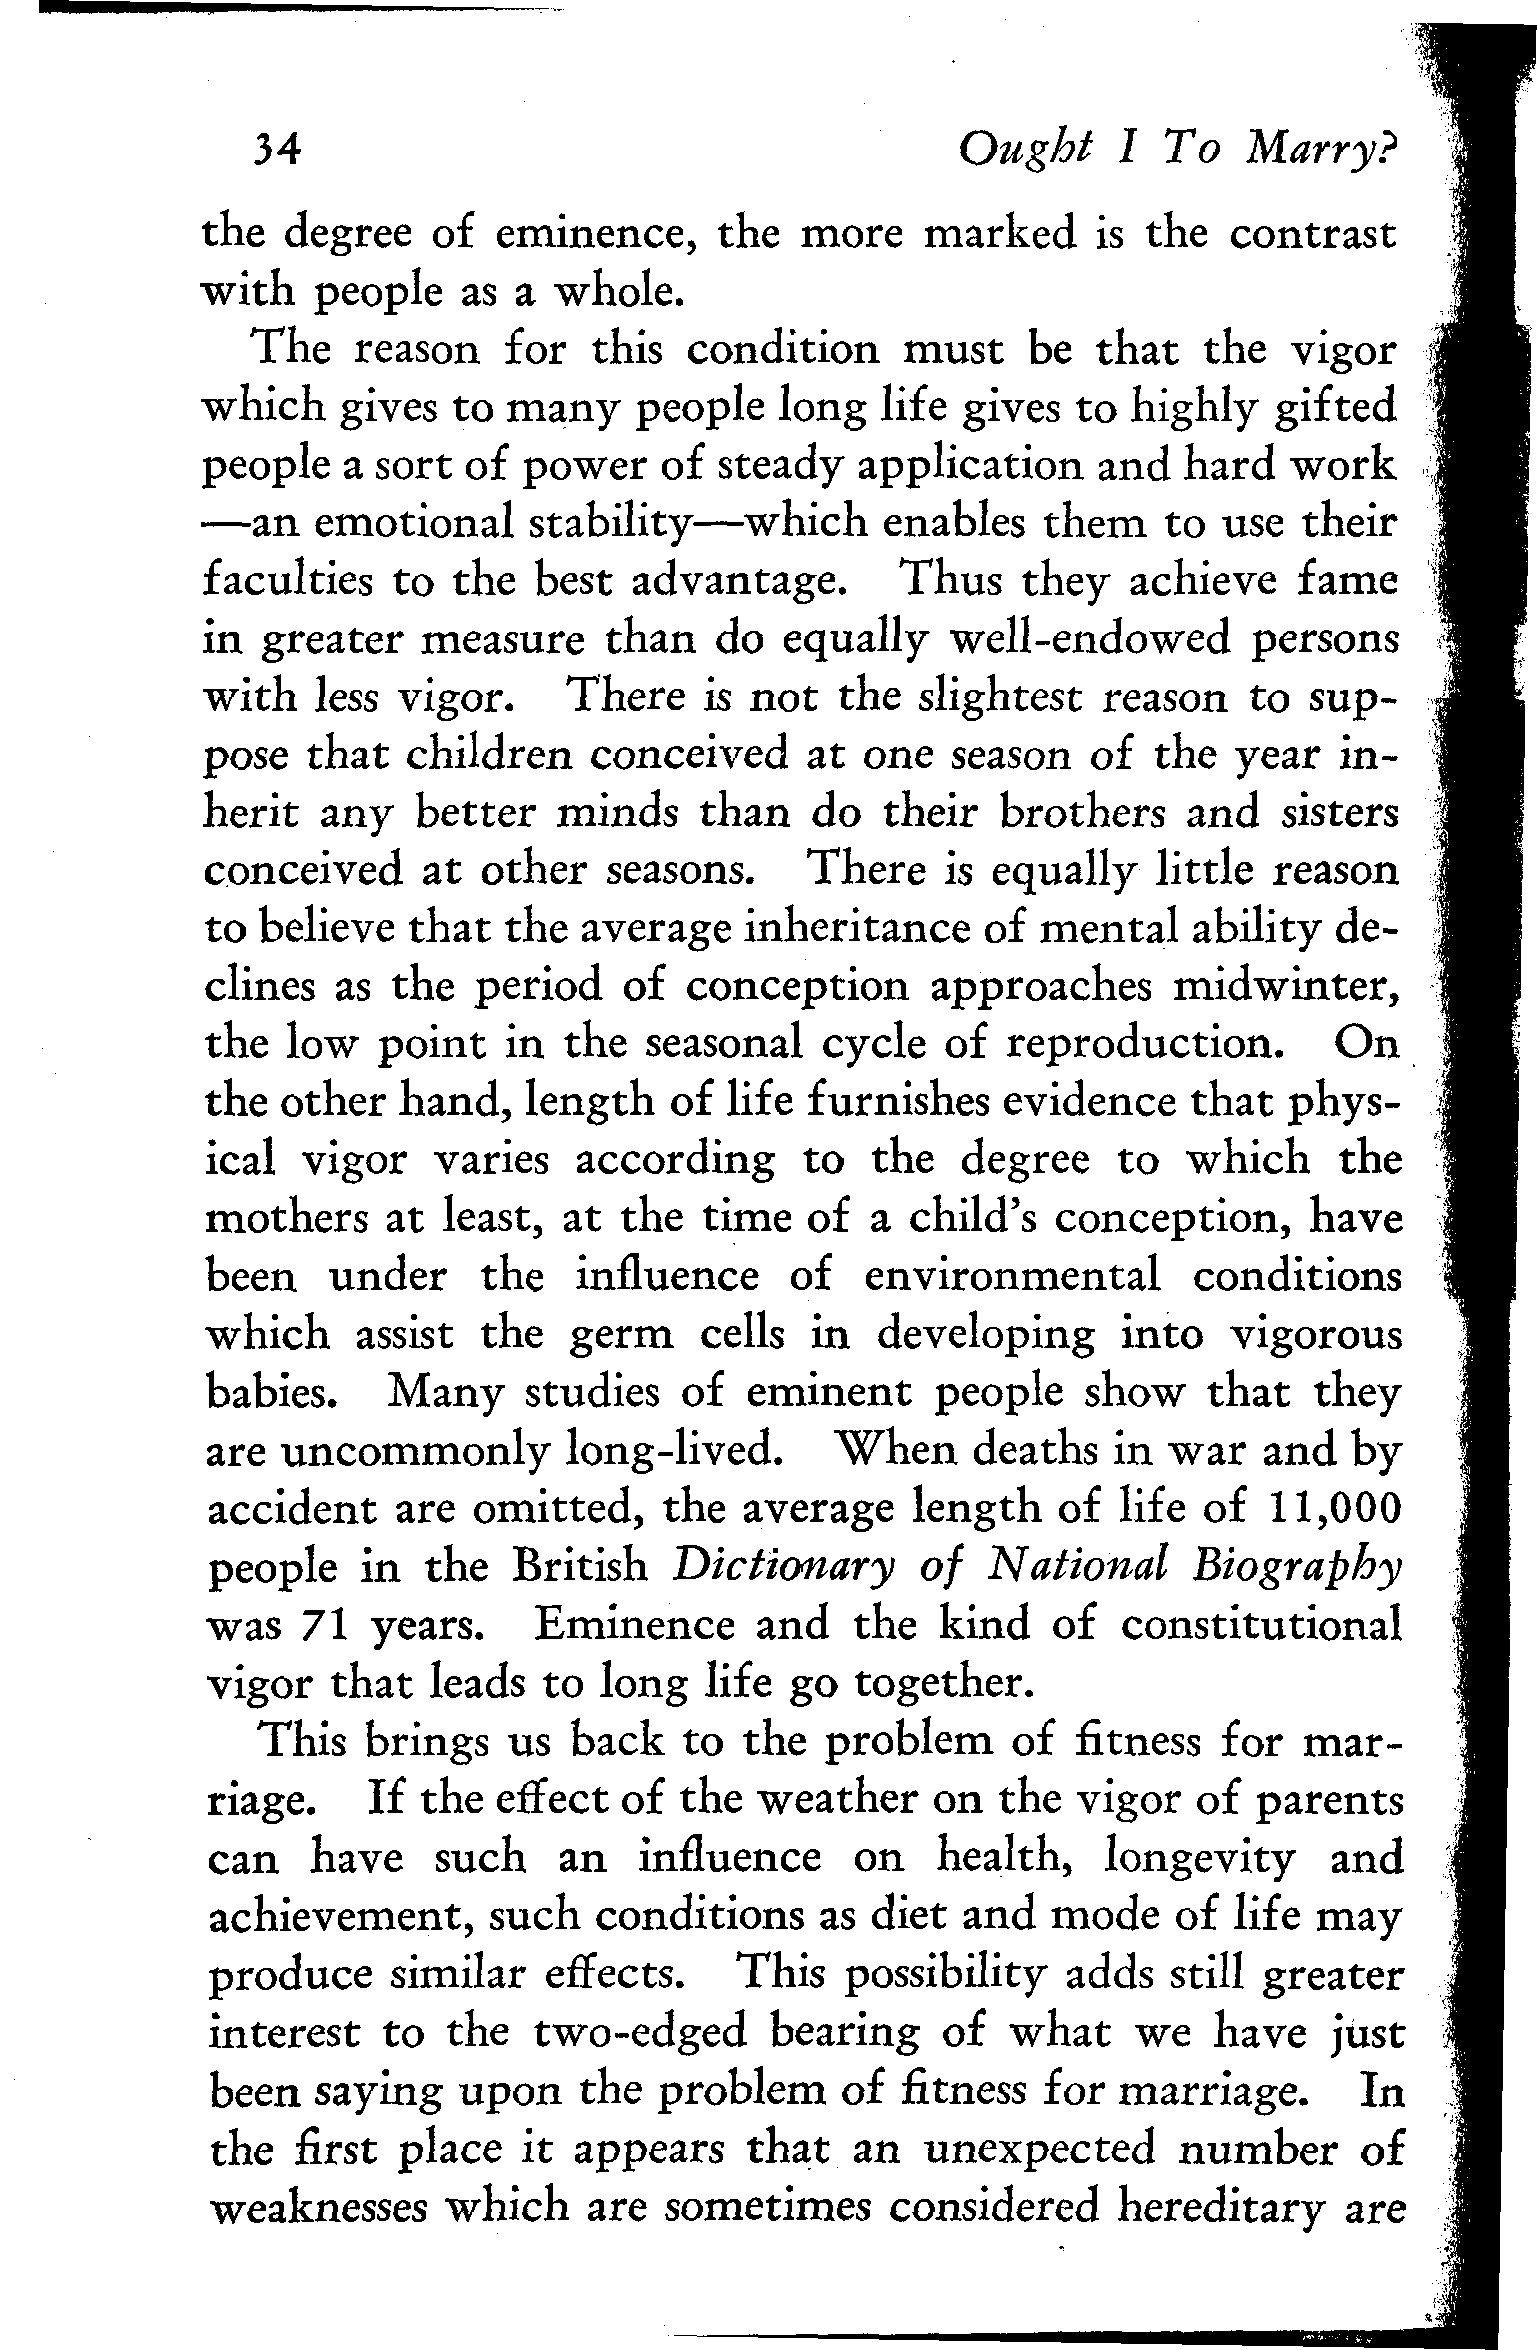 34 Ought I To Marry?
the degree of eminence, the more marked is the contrast
with people as a whole.
The reason for this condition must be that the vigor
which gives to many people long life gives to highly gifted
people a sort of power of steady application and hard work
—an emotional stability—which enables them to use their
faculties to the best advantage. Thus they achieve fame
in greater measure than do equally well-endowed persons
with less vigor. There is not the slightest reason to sup-
pose that children conceived at one season of the year in-
herit any better minds than do their brothers and sisters
conceived at other seasons. There is equally little reason
to believe that the average inheritance of mental ability de-
clines as the period of conception approaches midwinter,
the low point in the seasonal cycle of reproduction. On
the other hand, length of life furnishes evidence that phys-
ical vigor varies according to the degree to which the
mothers at least, at the time of a child's conception, have
been under the influence of environmental conditions
which assist the germ cells in developing into vigorous
babies. Many studies of eminent people show that they
are uncommonly long-lived. When deaths in war and by
accident are omitted, the average length of life of 11,000
people in the British Dictionary of National Biography
was 71 years. Eminence and the kind of constitutional
vigor that leads to long life go together.
This brings us back to the problem of fitness for mar-
riage. If the effect of the weather on the vigor of parents
can have such an influence on health, longevity and
achievement, such conditions as diet and mode of life may
produce similar effects. This possibility adds still greater
interest to the two-edged bearing of what we have just
been saying upon the problem of fitness for marriage. In
the first place it appears that an unexpected number of
weaknesses which are sometimes considered hereditary are